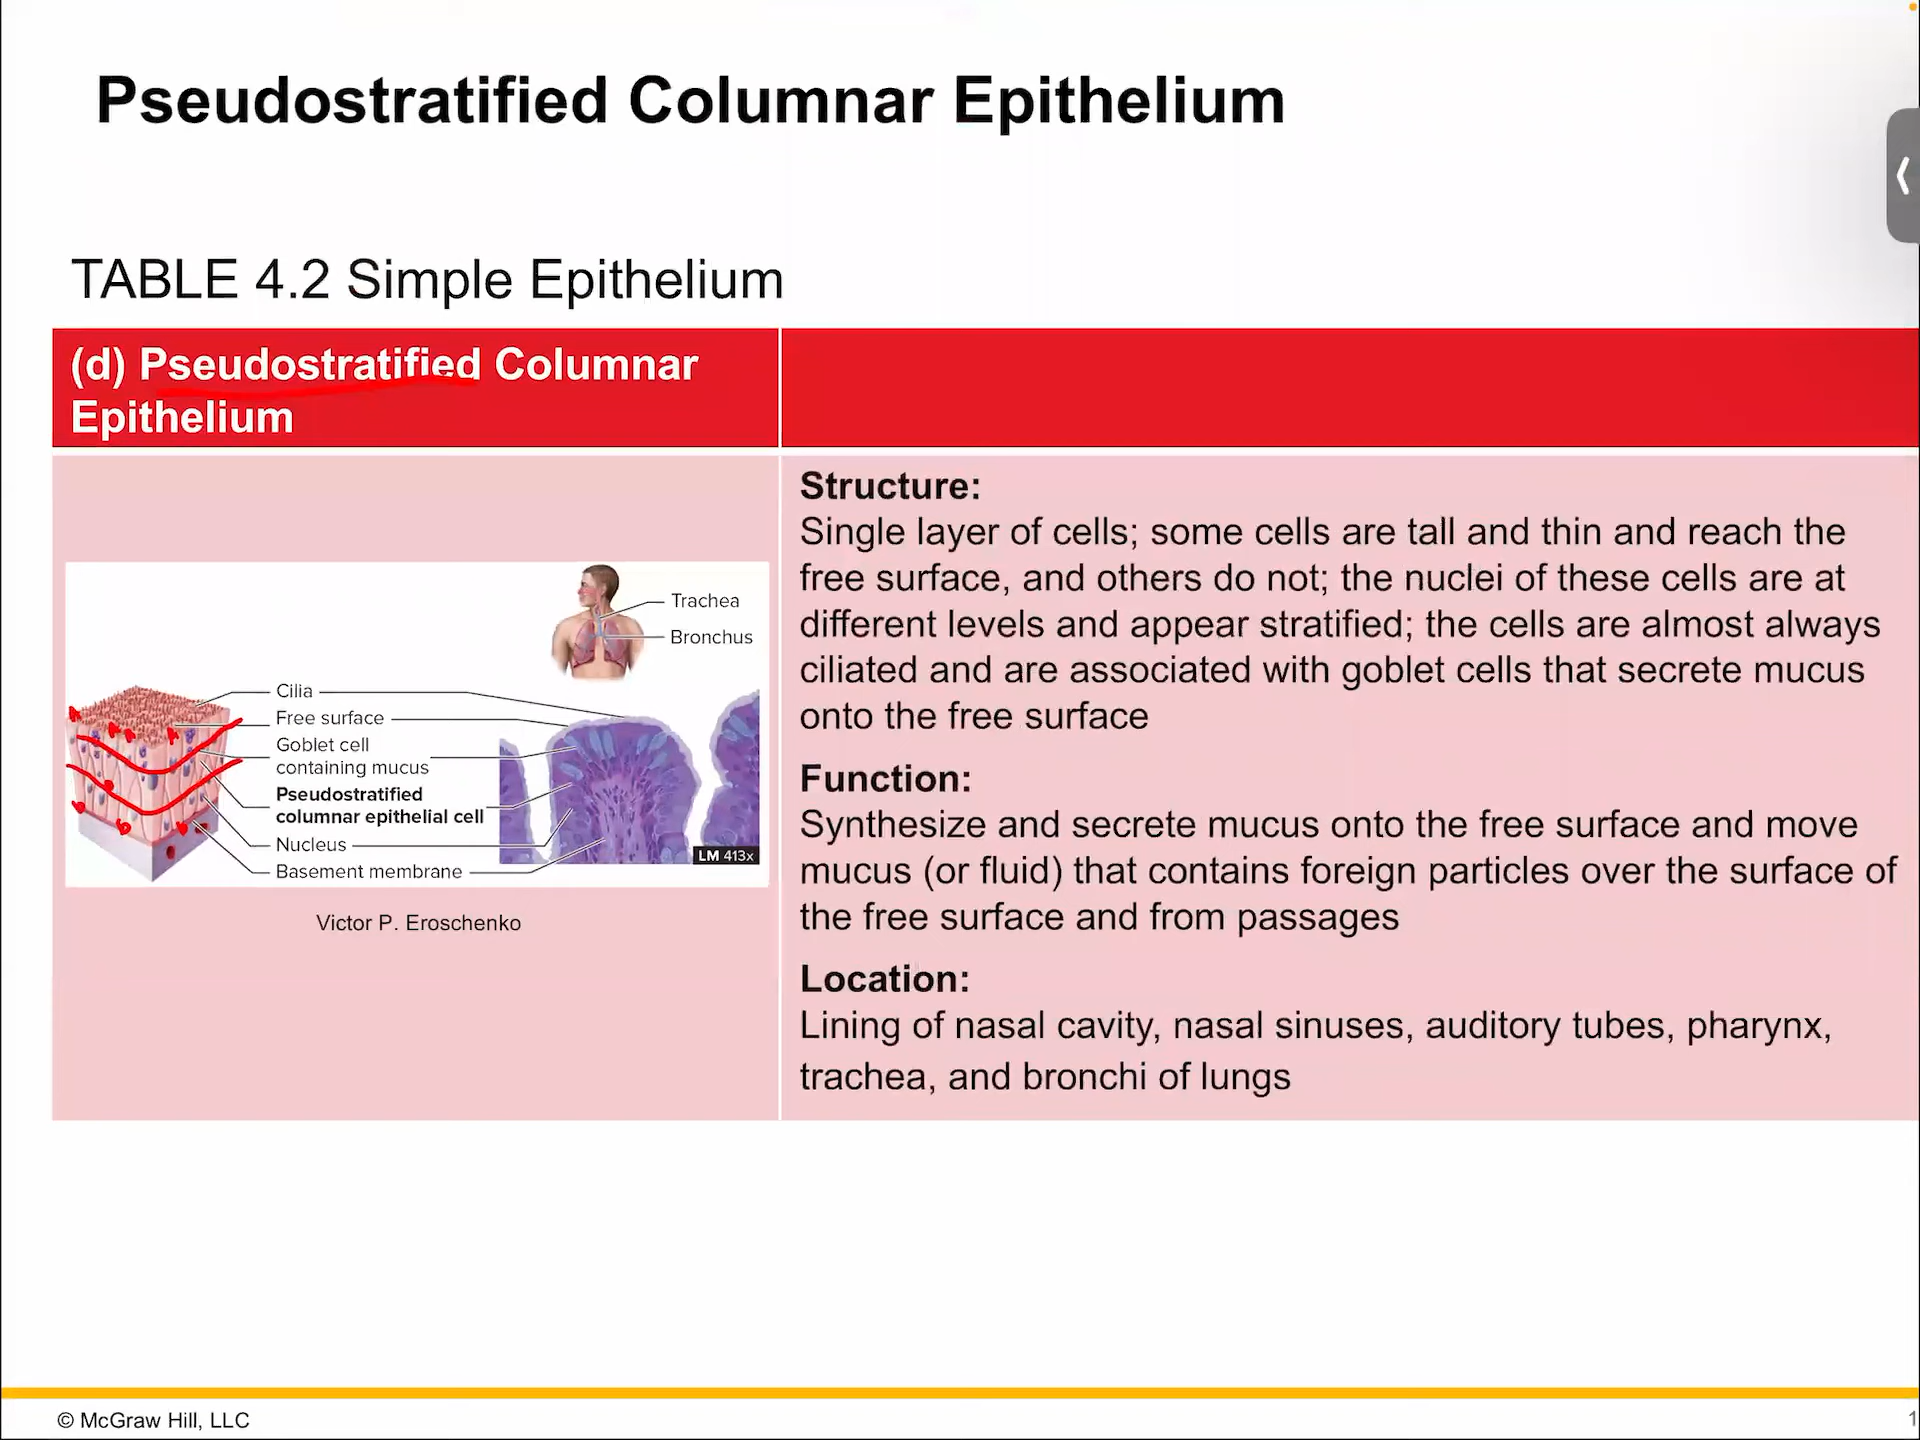 Pseudostratified Columnar Epithelium
TABLE 4.2 Simple Epithelium
(d) Pseudostratified Columnar
Epithelium
Trachea
Bronchus
Cilia
Free surface
Goblet cell
containing mucus
Pseudostratified
columnar epithelial cell
Nucleus
Basement membrane
LM 413x
Victor P. Eroschenko
Structure:
Single layer of cells; some cells are tall and thin and reach the
free surface, and others do not; the nuclei of these cells are at
different levels and appear stratified; the cells are almost always
ciliated and are associated with goblet cells that secrete mucus
onto the free surface
Function:
Synthesize and secrete mucus onto the free surface and move
mucus (or fluid) that contains foreign particles over the surface of
the free surface and from passages
Location:
Lining of nasal cavity, nasal sinuses, auditory tubes, pharynx,
trachea, and bronchi of lungs
© McGraw Hill, LLC
1